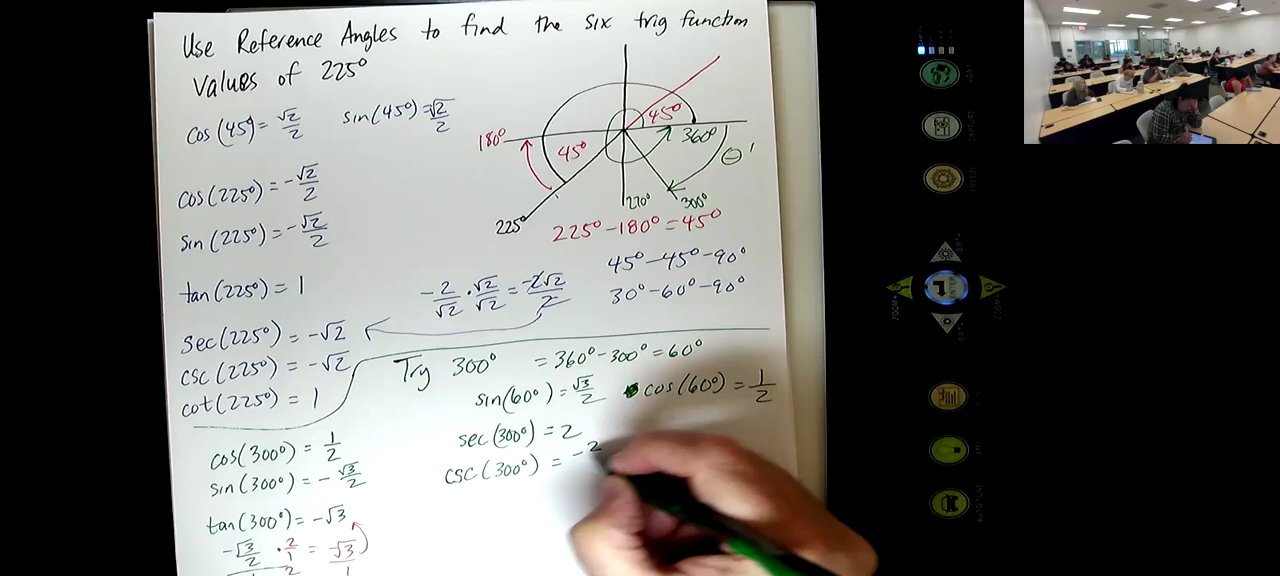 Use Reference Angles to find the six trig function
values of 225°
cos(45°) = √2/2
sin(45°) = √2/2
cos(225°) = -√2/2
sin(225°) = -√2/2
tan(225°) = 1
sec(225°) = -√2
csc(225°) = -√2
cot(225°) = 1
180°
45°
45°
360°
θ'
225°
270°
300°
225° - 180° = 45°
45° - 45° - 90°
30° - 60° - 90°
-2/√2 · √2/√2 = -2√2/2
Try 300° = 360° - 300° = 60°
sin(60°) = √3/2 cos(60°) = 1/2
sec(300°) = 2
csc(300°) = -2
cos(300°) = 1/2
sin(300°) = -√3/2
tan(300°) = -√3
-√3/2 · 2/1 = √3/1
2
ZOOM+
ZOOM-
CAPTURE
FREEZE